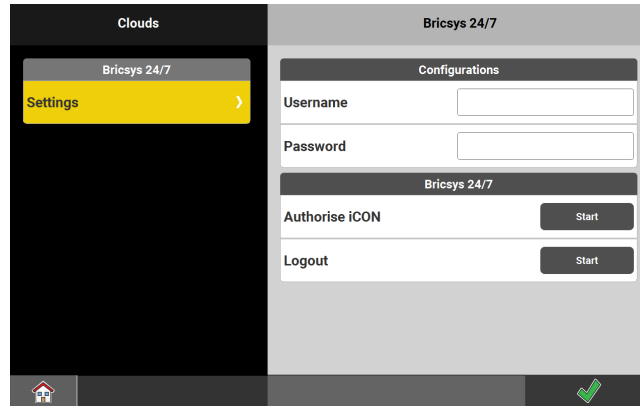 Clouds
Bricsys 24/7
Bricsys 24/7
Settings
Configurations
Username
Password
Bricsys 24/7
Authorise iCON Start
Logout Start